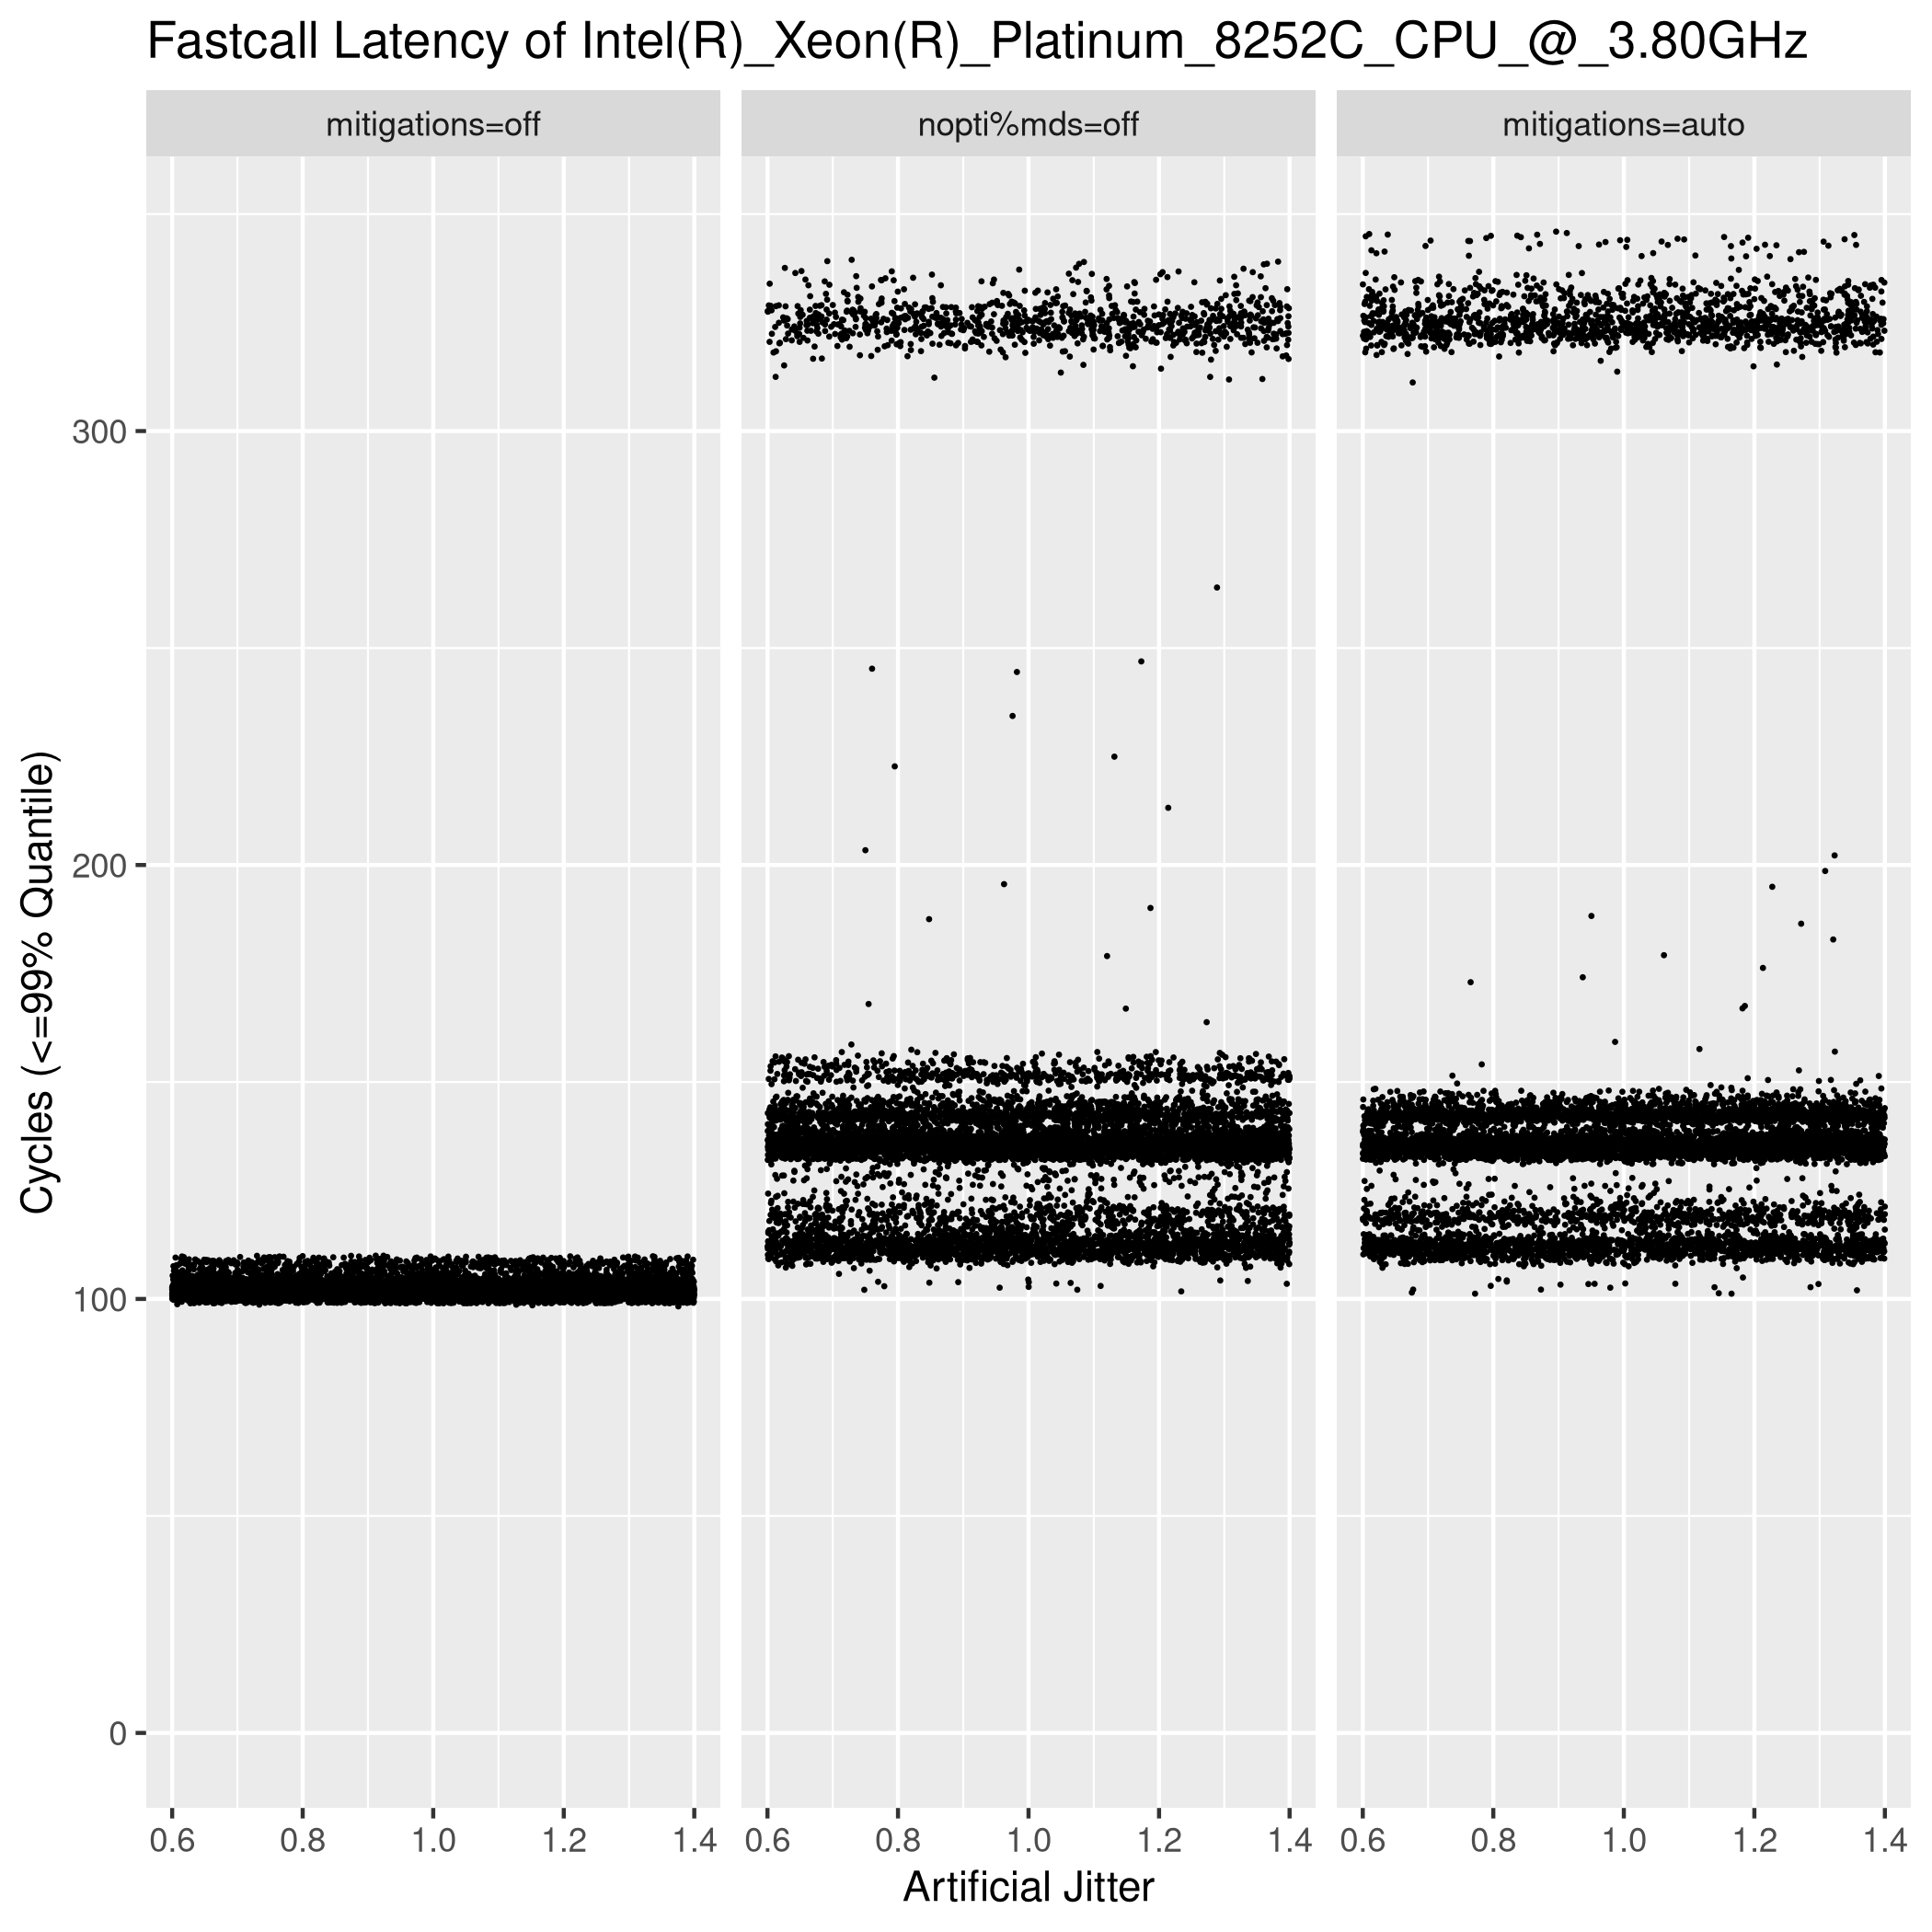 Fastcall Latency of Intel(R)_Xeon(R)_Platinum_8252C_CPU_@_3.80GHz
mitigations=off
nopti%mds=off
mitigations=auto
Cycles (<=99% Quantile)
300
200
100
0
0.6 0.8 1.0 1.2 1.4
0.6 0.8 1.0 1.2 1.4
0.6 0.8 1.0 1.2 1.4
Artificial Jitter